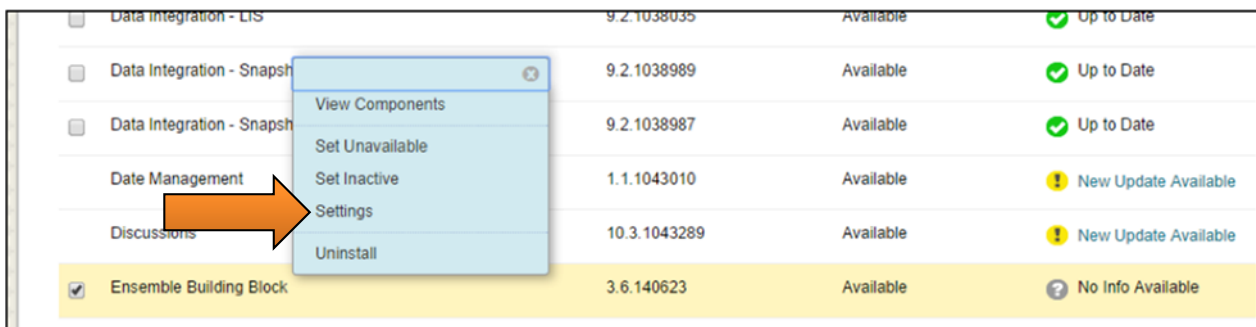 Data Integration - LIS 9.2.1038035 Available Up to Date
Data Integration - Snapsh 9.2.1038989 Available Up to Date
View Components
Data Integration - Snapsh 9.2.1038987 Available Up to Date
Set Unavailable
Date Management Set Inactive 1.1.1043010 Available New Update Available
Settings
Discussions 10.3.1043289 Available New Update Available
Uninstall
Ensemble Building Block 3.6.140623 Available No Info Available